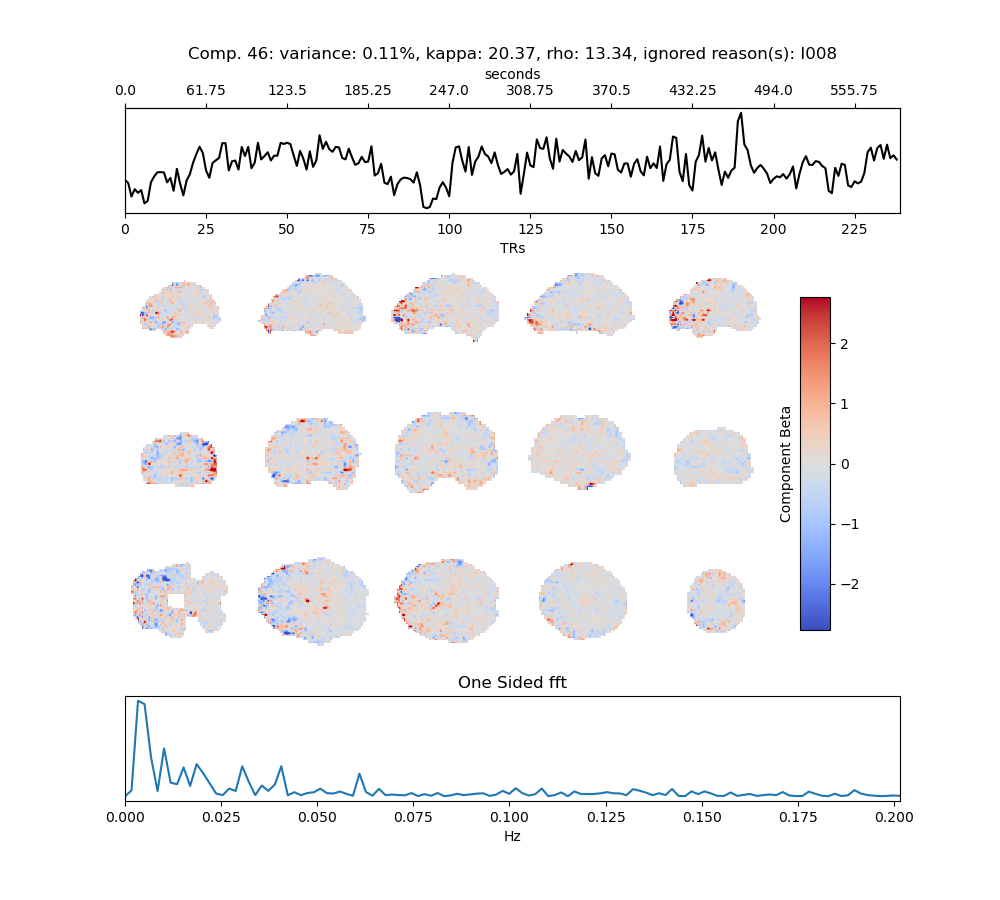 Comp. 46: variance: 0.11%, kappa: 20.37, rho: 13.34, ignored reason(s): I008
seconds
0.0 61.75 123.5 185.25 247.0 308.75 370.5 432.25 494.0 555.75
0 25 50 75 100 125 150 175 200 225
TRs
2
1
0
−1
−2
Component Beta
One Sided fft
0.000 0.025 0.050 0.075 0.100 0.125 0.150 0.175 0.200
Hz